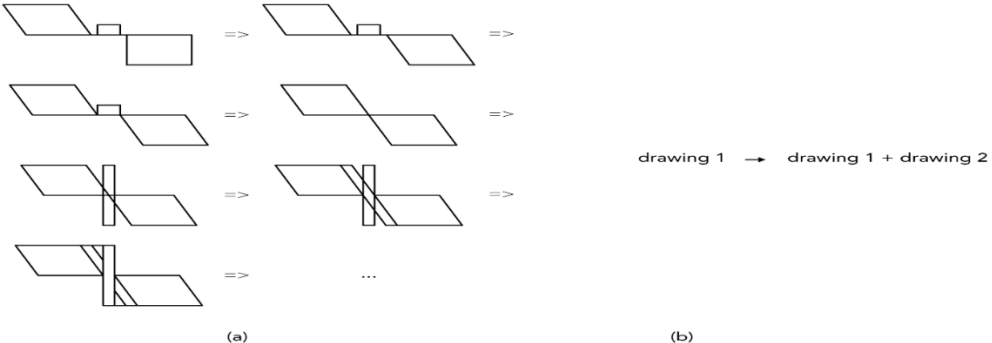 => =>
=> =>
drawing 1 → drawing 1 + drawing 2
=> =>
=> ...
(a) (b)